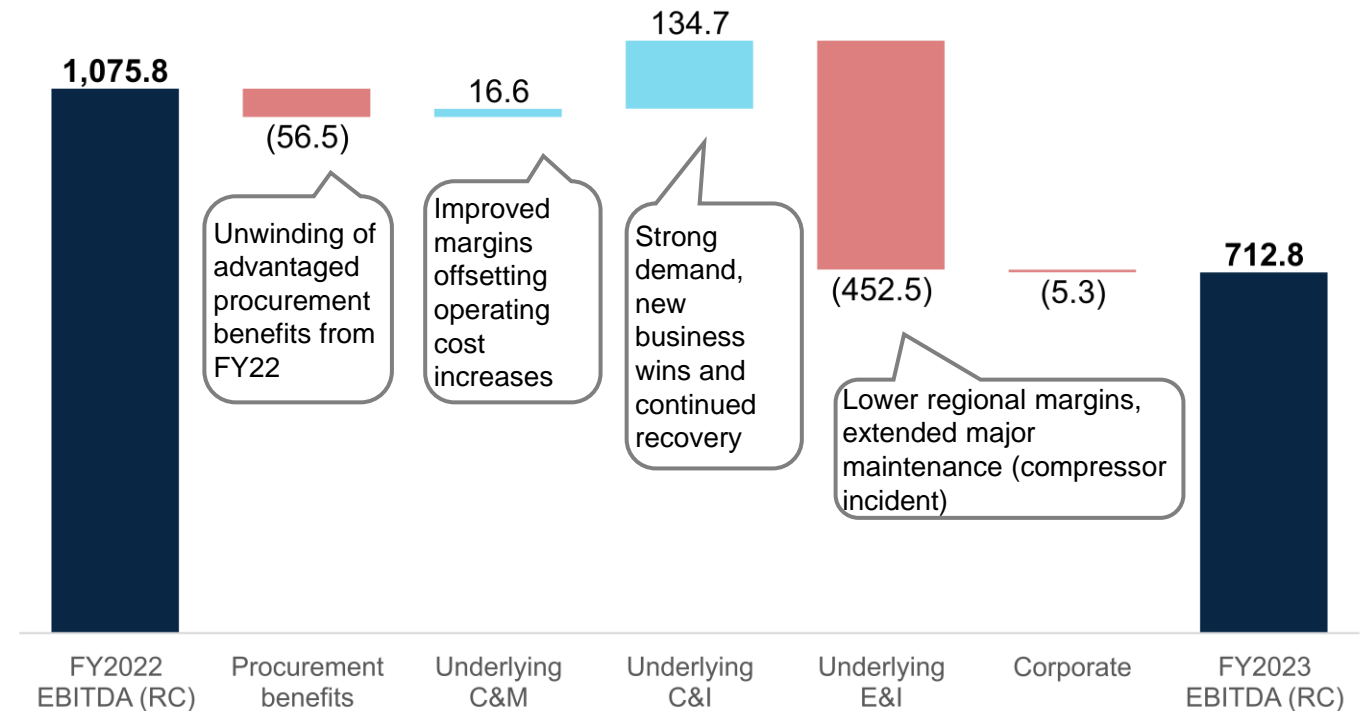 1,075.8
(56.5)
16.6
134.7
(452.5)
(5.3)
712.8
Unwinding of
advantaged
procurement
benefits from
FY22
Improved
margins
offsetting
operating
cost
increases
Strong
demand,
new
business
wins and
continued
recovery
Lower regional margins,
extended major
maintenance (compressor
incident)
FY2022
EBITDA (RC)
Procurement
benefits
Underlying
C&M
Underlying
C&I
Underlying
E&I
Corporate
FY2023
EBITDA (RC)